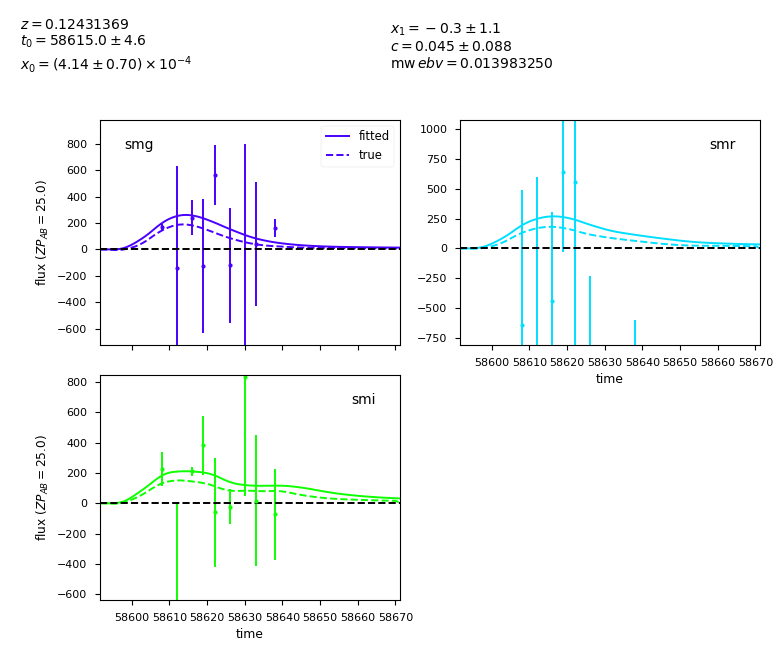 z = 0.12431369
t₀ = 58615.0 ± 4.6
x₀ = (4.14 ± 0.70) × 10⁻⁴
x₁ = −0.3 ± 1.1
c = 0.045 ± 0.088
mw ebv = 0.013983250
smg
fitted
true
800
600
400
200
0
−200
−400
−600
flux (ZP_AB = 25.0)
smr
1000
750
500
250
0
−250
−500
−750
58600 58610 58620 58630 58640 58650 58660 58670
time
smi
800
600
400
200
0
−200
−400
−600
flux (ZP_AB = 25.0)
58600 58610 58620 58630 58640 58650 58660 58670
time